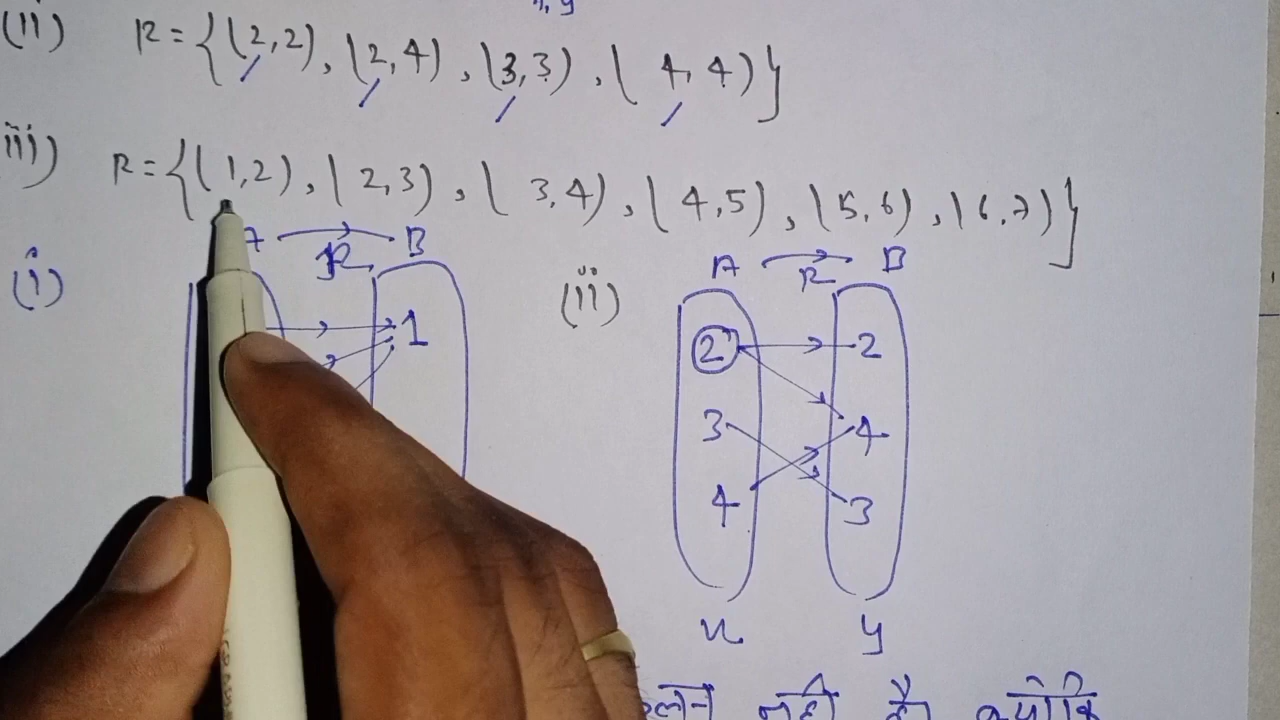 (ii) R = {(2,2), (2,4), (3,3), (4,4)}
iii) R = {(1,2), (2,3), (3,4), (4,5), (5,6), (6,7)}
A R B
(i)
1
A R B
(ii)
2 2
3 4
4 3
x y